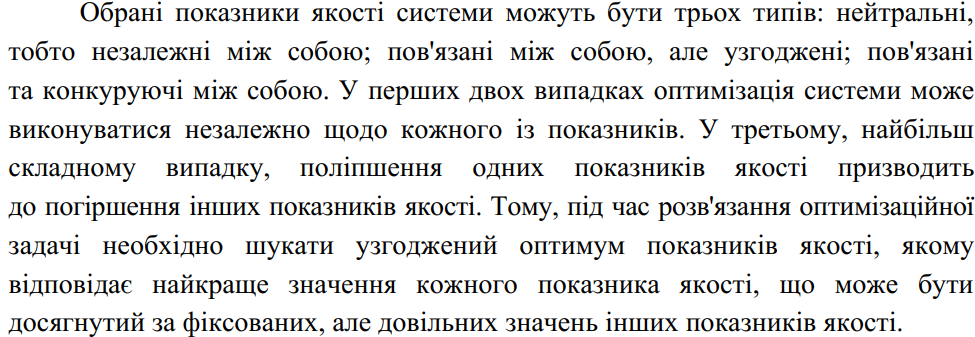 Обрані показники якості системи можуть бути трьох типів: нейтральні,
тобто незалежні між собою; пов'язані між собою, але узгоджені; пов'язані
та конкуруючі між собою. У перших двох випадках оптимізація системи може
виконуватися незалежно щодо кожного із показників. У третьому, найбільш
складному випадку, поліпшення одних показників якості призводить
до погіршення інших показників якості. Тому, під час розв'язання оптимізаційної
задачі необхідно шукати узгоджений оптимум показників якості, якому
відповідає найкраще значення кожного показника якості, що може бути
досягнутий за фіксованих, але довільних значень інших показників якості.